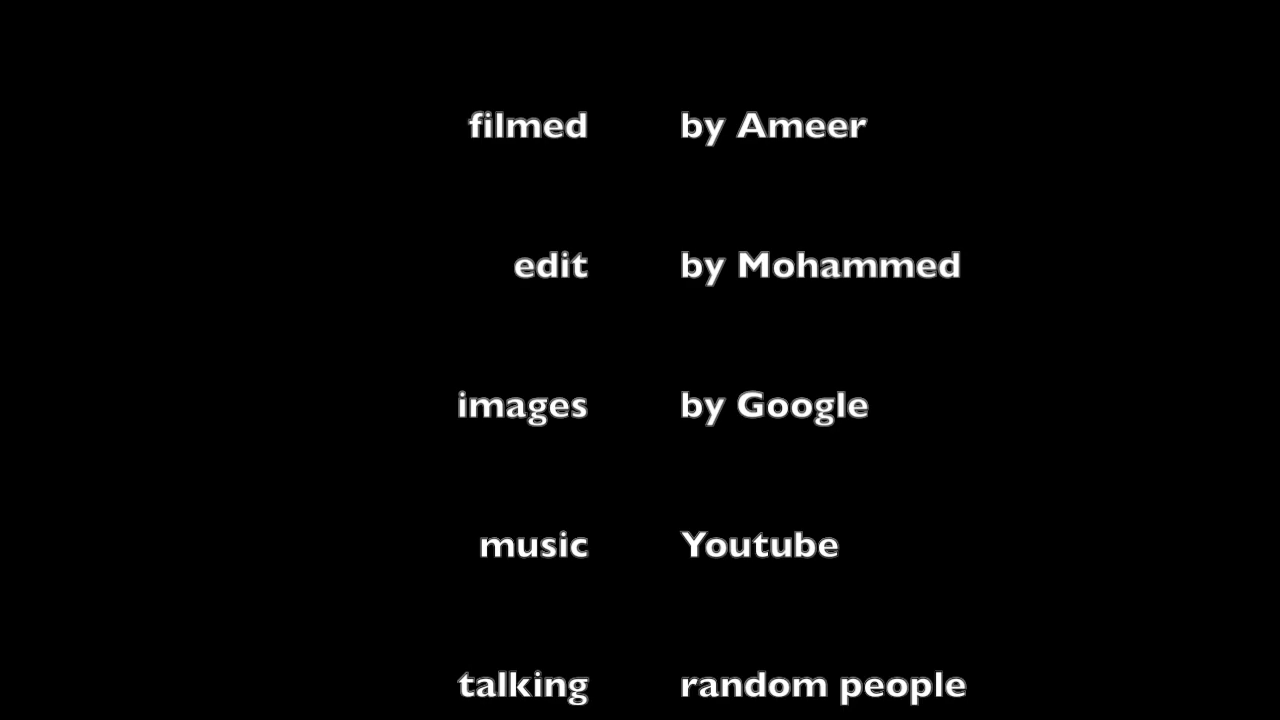 filmed by Ameer
edit by Mohammed
images by Google
music Youtube
talking random people